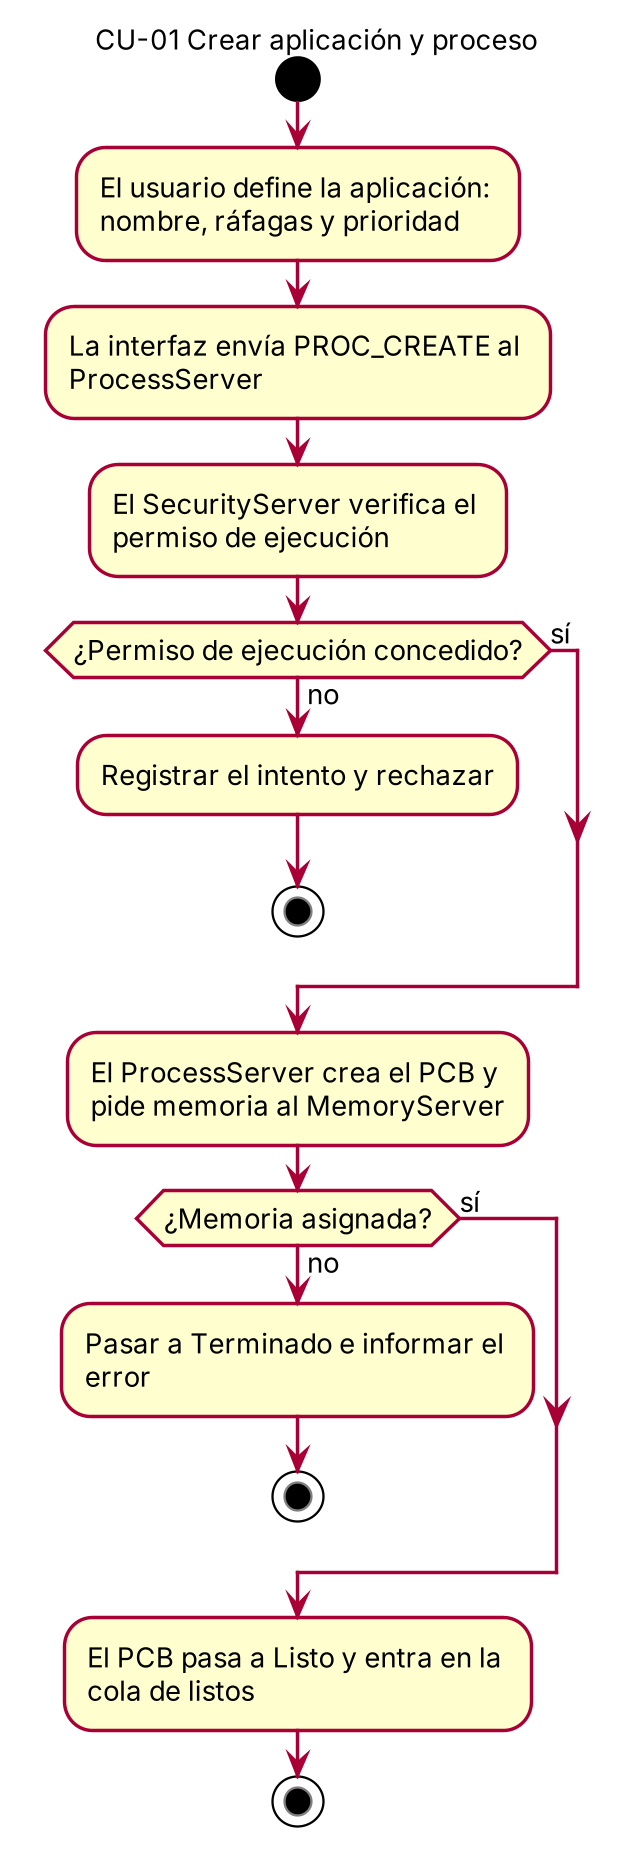 CU-01 Crear aplicación y proceso
El usuario define la aplicación:
nombre, ráfagas y prioridad
La interfaz envía PROC_CREATE al
ProcessServer
El SecurityServer verifica el
permiso de ejecución
¿Permiso de ejecución concedido?
sí
no
Registrar el intento y rechazar
El ProcessServer crea el PCB y
pide memoria al MemoryServer
¿Memoria asignada?
sí
no
Pasar a Terminado e informar el
error
El PCB pasa a Listo y entra en la
cola de listos